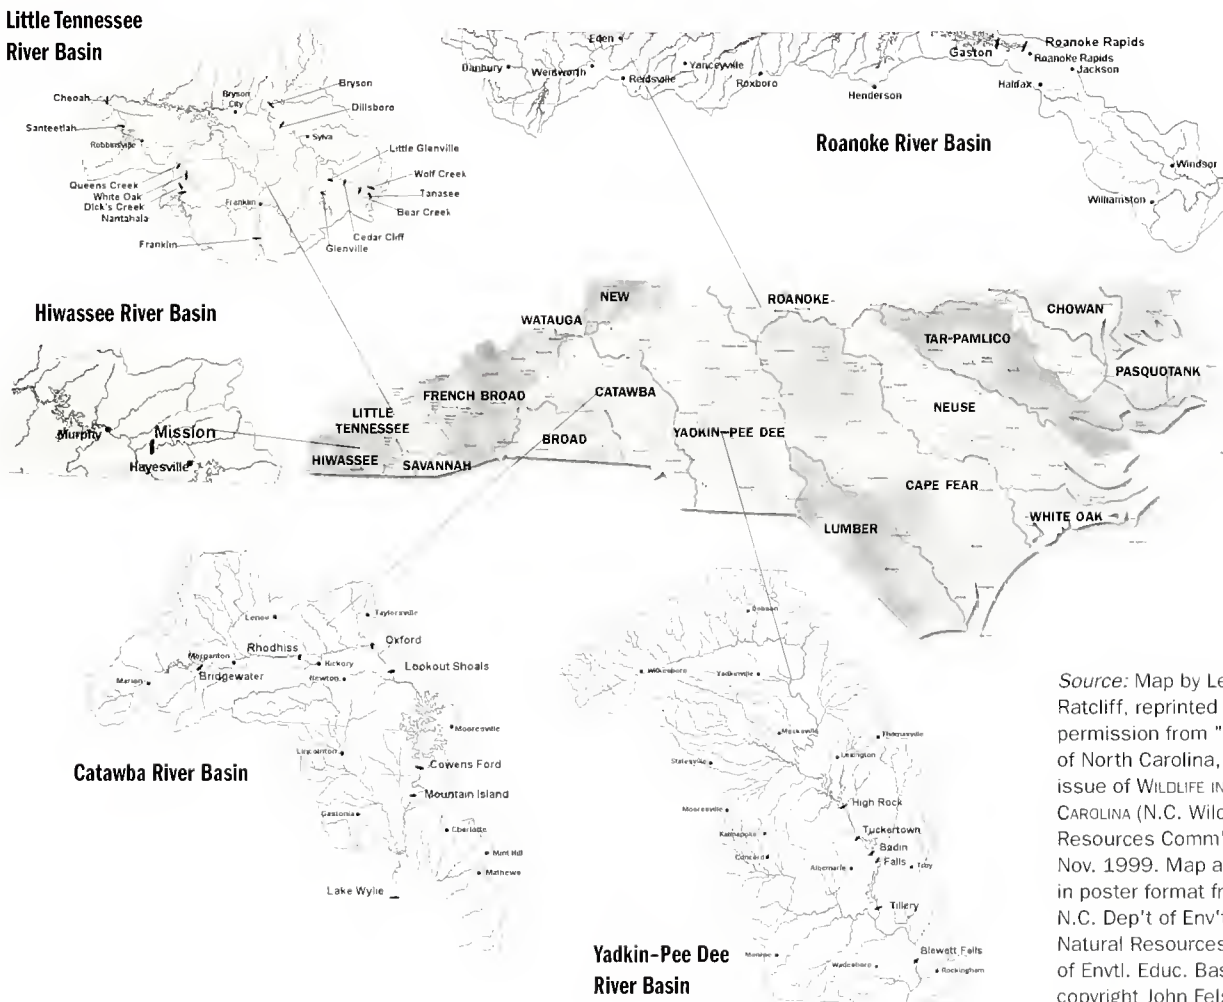 Little Tennessee
River Basin
Cheoah
Bryson
City
Bryson
Dillsboro
Santeetlah
Robbinsville
Sylva
Little Glenville
Wolf Creek
Queens Creek
White Oak
Dick's Creek
Nantahala
Tanasee
Franklin
Bear Creek
Franklin
Cedar Cliff
Glenville
Eden
Danbury
Wentworth
Reidsville
Yanceyville
Roxboro
Henderson
Gaston
Roanoke Rapids
Roanoke Rapids
Jackson
Halifax
Roanoke River Basin
Windsor
Williamston
Hiwassee River Basin
Murphy
Mission
Hayesville
NEW
WATAUGA
ROANOKE
CHOWAN
TAR-PAMLICO
PASQUOTANK
FRENCH BROAD
CATAWBA
NEUSE
LITTLE
TENNESSEE
BROAD
YADKIN-PEE DEE
HIWASSEE
SAVANNAH
CAPE FEAR
LUMBER
WHITE OAK
Lenoir
Taylorsville
Oxford
Rhodhiss
Morganton
Hickory
Lookout Shoals
Marion
Bridgewater
Newton
Mooresville
Lincolnton
Cowens Ford
Catawba River Basin
Mountain Island
Gastonia
Charlotte
Mint Hill
Mathews
Lake Wylie
Dobson
Wilkesboro
Yadkinville
Mocksville
Thomasville
Lexington
Statesville
High Rock
Mooresville
Kannapolis
Tuckertown
Badin
Concord
Falls
Albemarle
Troy
Tillery
Blewett Falls
Monroe
Wadesboro
Rockingham
Yadkin–Pee Dee
River Basin
Source: Map by Le
Ratcliff, reprinted
permission from "
of North Carolina,
issue of WILDLIFE IN
CAROLINA (N.C. Wild
Resources Comm'
Nov. 1999. Map a
in poster format fr
N.C. Dep't of Env't
Natural Resources
of Envtl. Educ. Bas
copyright John Fels